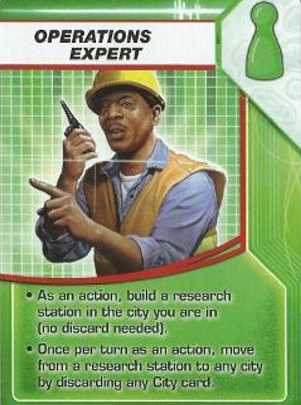 OPERATIONS
EXPERT
• As an action, build a research
station in the city you are in
(no discard needed).
• Once per turn as an action, move
from a research station to any city
by discarding any City card.